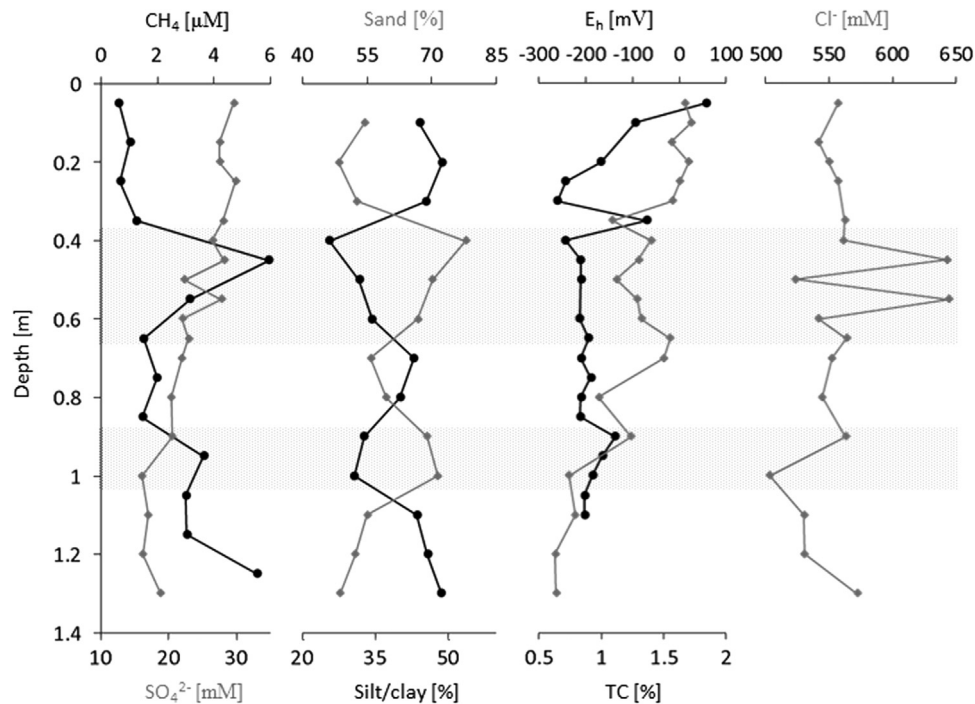 CH₄ [μM] Sand [%] Eₕ [mV] Cl⁻ [mM]
0 2 4 6 40 55 70 85 -300 -200 -100 0 100 500 550 600 650
0
0.2
0.4
0.6
Depth [m]
0.8
1
1.2
1.4
10 20 30 20 35 50 0.5 1 1.5 2
SO₄²⁻ [mM] Silt/clay [%] TC [%]